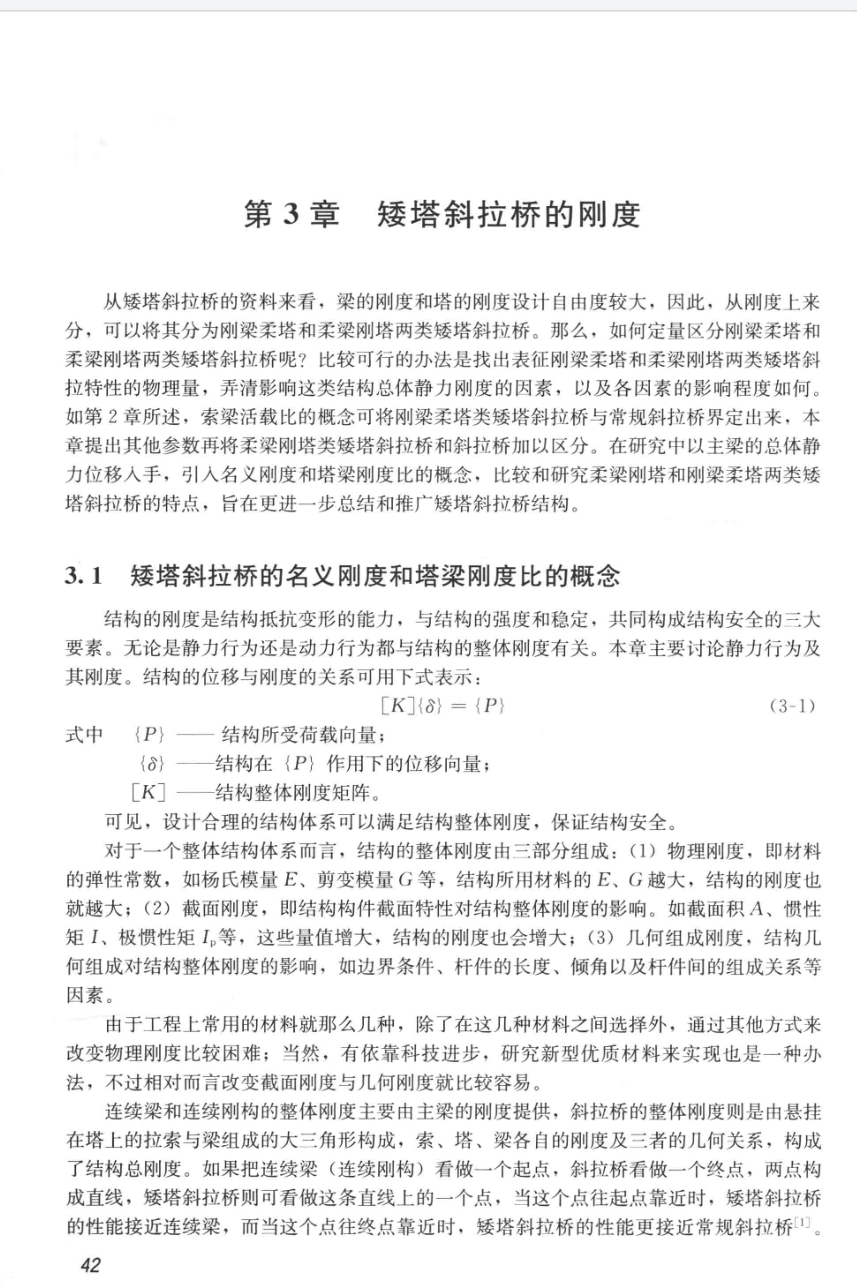 第 3 章 矮塔斜拉桥的刚度
从矮塔斜拉桥的资料来看，梁的刚度和塔的刚度设计自由度较大，因此，从刚度上来
分，可以将其分为刚梁柔塔和柔梁刚塔两类矮塔斜拉桥。那么，如何定量区分刚梁柔塔和
柔梁刚塔两类矮塔斜拉桥呢？比较可行的办法是找出表征刚梁柔塔和柔梁刚塔两类矮塔斜
拉特性的物理量，弄清影响这类结构总体静力刚度的因素，以及各因素的影响程度如何。
如第 2 章所述，索梁活载比的概念可将刚梁柔塔类矮塔斜拉桥与常规斜拉桥界定出来，本
章提出其他参数再将柔梁刚塔类矮塔斜拉桥和斜拉桥加以区分。在研究中以主梁的总体静
力位移入手，引入名义刚度和塔梁刚度比的概念，比较和研究柔梁刚塔和刚梁柔塔两类矮
塔斜拉桥的特点，旨在更进一步总结和推广矮塔斜拉桥结构。
3.1 矮塔斜拉桥的名义刚度和塔梁刚度比的概念
结构的刚度是结构抵抗变形的能力，与结构的强度和稳定，共同构成结构安全的三大
要素。无论是静力行为还是动力行为都与结构的整体刚度有关。本章主要讨论静力行为及
其刚度。结构的位移与刚度的关系可用下式表示：
[K]{δ} = {P} (3-1)
式中 {P} —— 结构所受荷载向量；
{δ} ——结构在 {P} 作用下的位移向量；
[K] ——结构整体刚度矩阵。
可见，设计合理的结构体系可以满足结构整体刚度，保证结构安全。
对于一个整体结构体系而言，结构的整体刚度由三部分组成：（1）物理刚度，即材料
的弹性常数，如杨氏模量 E、剪变模量 G 等，结构所用材料的 E、G 越大，结构的刚度也
就越大；（2）截面刚度，即结构构件截面特性对结构整体刚度的影响。如截面积 A、惯性
矩 I、极惯性矩 Iₚ等，这些量值增大，结构的刚度也会增大；（3）几何组成刚度，结构几
何组成对结构整体刚度的影响，如边界条件、杆件的长度、倾角以及杆件间的组成关系等
因素。
由于工程上常用的材料就那么几种，除了在这几种材料之间选择外，通过其他方式来
改变物理刚度比较困难；当然，有依靠科技进步，研究新型优质材料来实现也是一种办
法，不过相对而言改变截面刚度与几何刚度就比较容易。
连续梁和连续刚构的整体刚度主要由主梁的刚度提供，斜拉桥的整体刚度则是由悬挂
在塔上的拉索与梁组成的大三角形构成，索、塔、梁各自的刚度及三者的几何关系，构成
了结构总刚度。如果把连续梁（连续刚构）看做一个起点，斜拉桥看做一个终点，两点构
成直线，矮塔斜拉桥则可看做这条直线上的一个点，当这个点往起点靠近时，矮塔斜拉桥
的性能接近连续梁，而当这个点往终点靠近时，矮塔斜拉桥的性能更接近常规斜拉桥[1]。
42